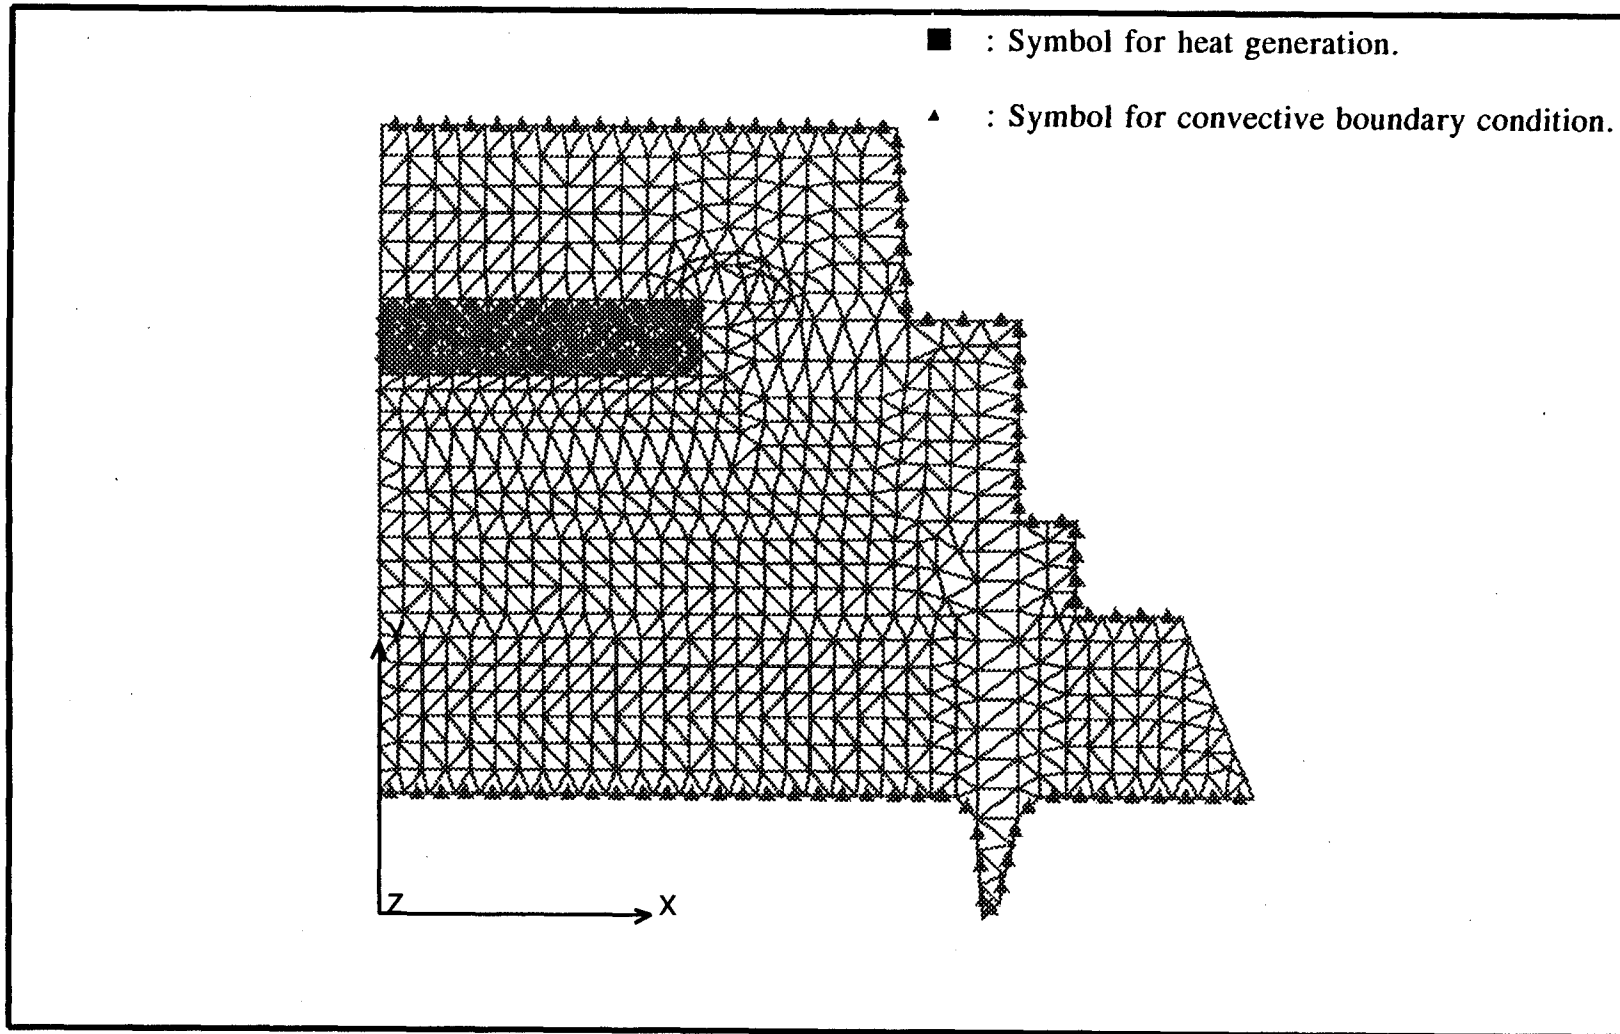 ■ : Symbol for heat generation.
▲ : Symbol for convective boundary condition.
Y
Z
X